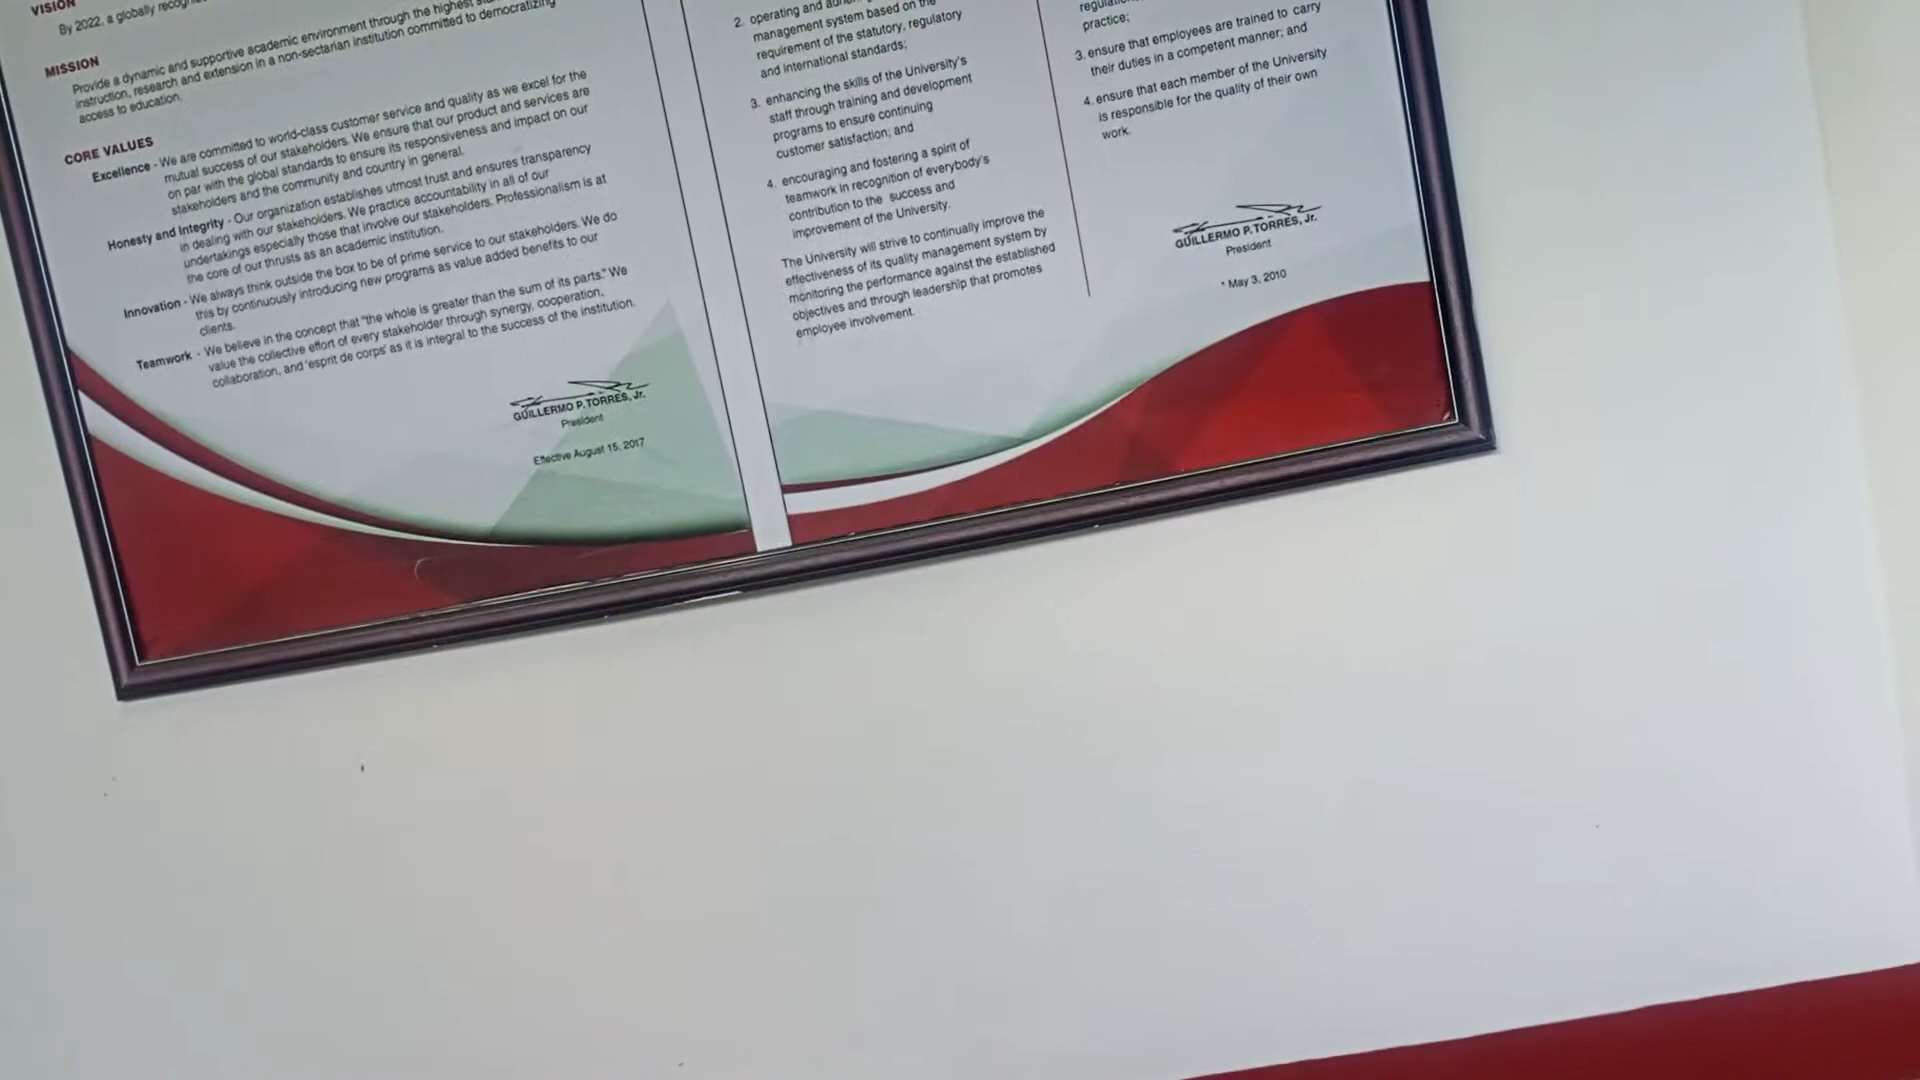 VISION
By 2022, a globally
MISSION
Provide a dynamic and supportive academic environment through the highest
instruction, research and extension in a non-sectarian institution committed to democratizing
access to education.
CORE VALUES
Excellence - We are committed to world-class customer service and quality as we excel for the
mutual success of our stakeholders. We ensure that our product and services are
on par with the global standards to ensure its responsiveness and impact on our
stakeholders and the community and country in general.
Honesty and Integrity - Our organization establishes utmost trust and ensures transparency
in dealing with our stakeholders. We practice accountability in all of our
undertakings especially those that involve our stakeholders. Professionalism is at
the core of our thrusts as an academic institution.
Innovation - We always think outside the box to be of prime service to our stakeholders. We do
this by continuously introducing new programs as value added benefits to our
clients.
Teamwork - We believe in the concept that "the whole is greater than the sum of its parts." We
value the collective effort of every stakeholder through synergy, cooperation,
collaboration, and 'esprit de corps' as it is integral to the success of the institution.
GUILLERMO P. TORRES, Jr.
President
Effective August 15, 2017
2. operating and
management system based on the
requirement of the statutory, regulatory
and international standards;
3. enhancing the skills of the University's
staff through training and development
programs to ensure continuing
customer satisfaction; and
4. encouraging and fostering a spirit of
teamwork in recognition of everybody's
contribution to the success and
improvement of the University.
The University will strive to continually improve the
effectiveness of its quality management system by
monitoring the performance against the established
objectives and through leadership that promotes
employee involvement.
practice;
3. ensure that employees are trained to carry
their duties in a competent manner; and
4. ensure that each member of the University
is responsible for the quality of their own
work.
GUILLERMO P. TORRES, Jr.
President
* May 3, 2010